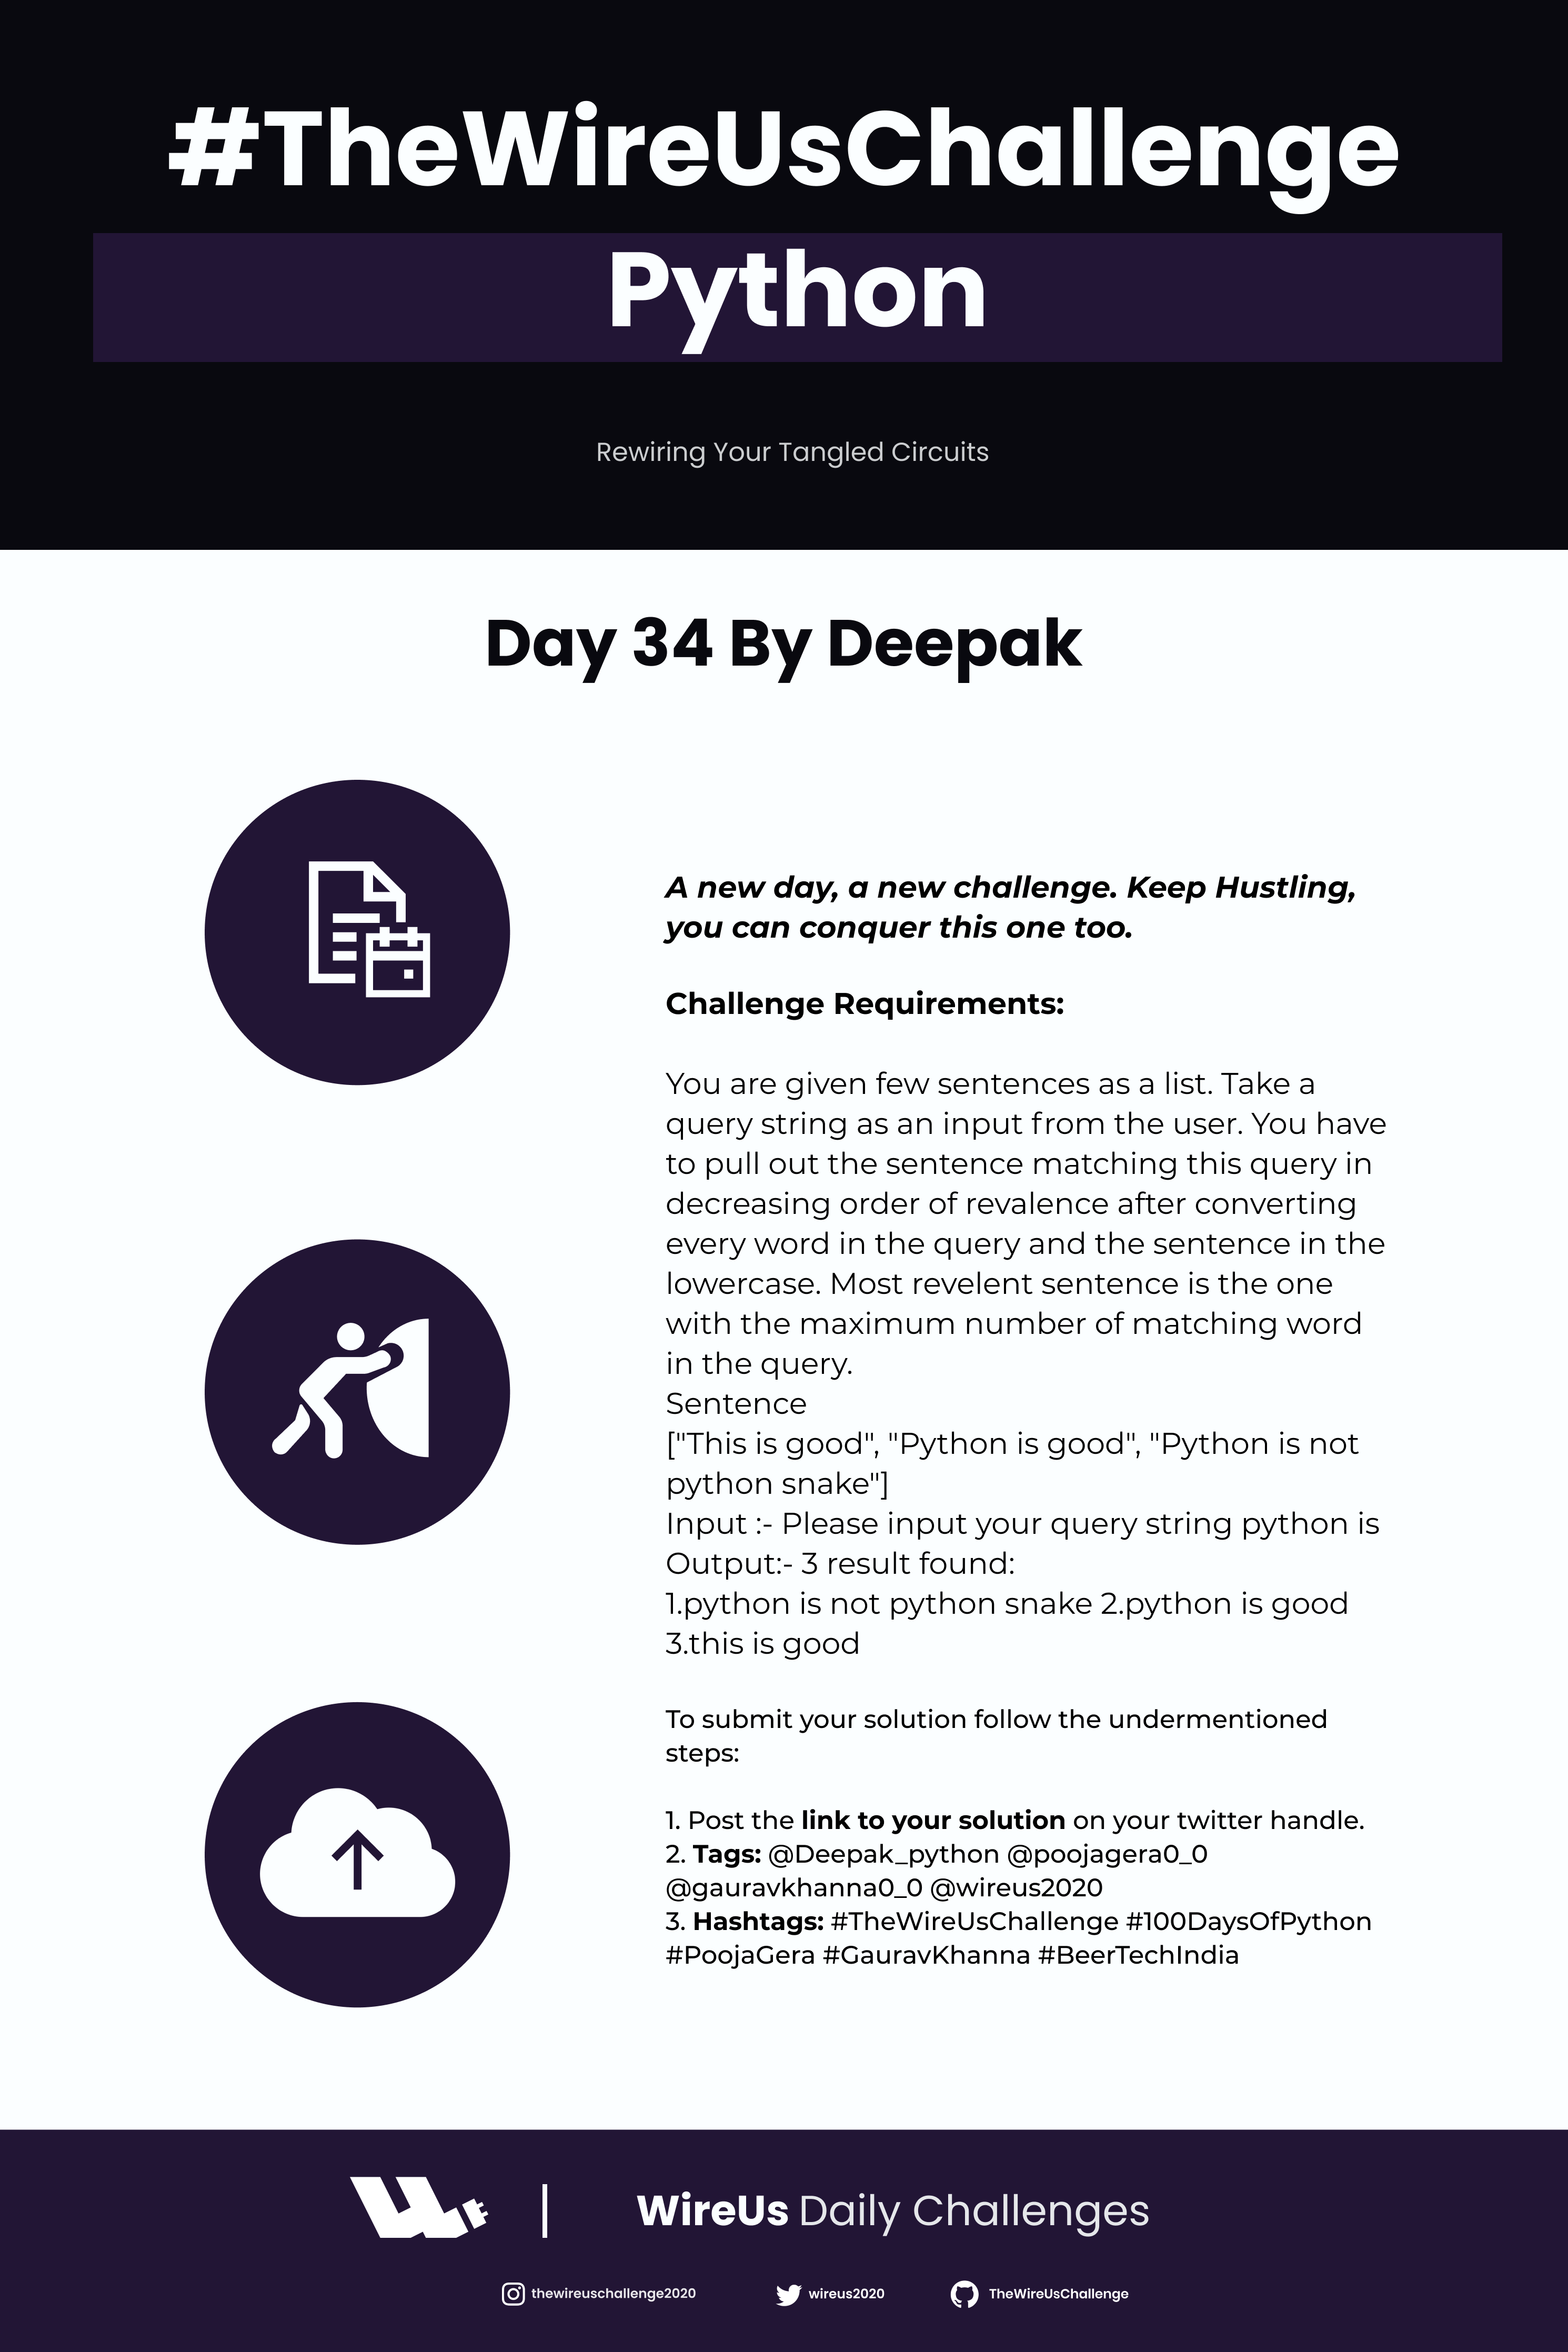 #TheWireUsChallenge
Python
Rewiring Your Tangled Circuits
Day 34 By Deepak
A new day, a new challenge. Keep Hustling,
you can conquer this one too.
Challenge Requirements:
You are given few sentences as a list. Take a
query string as an input from the user. You have
to pull out the sentence matching this query in
decreasing order of revalence after converting
every word in the query and the sentence in the
lowercase. Most revelent sentence is the one
with the maximum number of matching word
in the query.
Sentence
["This is good", "Python is good", "Python is not
python snake"]
Input :- Please input your query string python is
Output:- 3 result found:
1.python is not python snake 2.python is good
3.this is good
To submit your solution follow the undermentioned
steps:
1. Post the link to your solution on your twitter handle.
2. Tags: @Deepak_python @poojagera0_0
@gauravkhanna0_0 @wireus2020
3. Hashtags: #TheWireUsChallenge #100DaysOfPython
#PoojaGera #GauravKhanna #BeerTechIndia
WireUs Daily Challenges
thewireuschallenge2020 wireus2020 TheWireUsChallenge